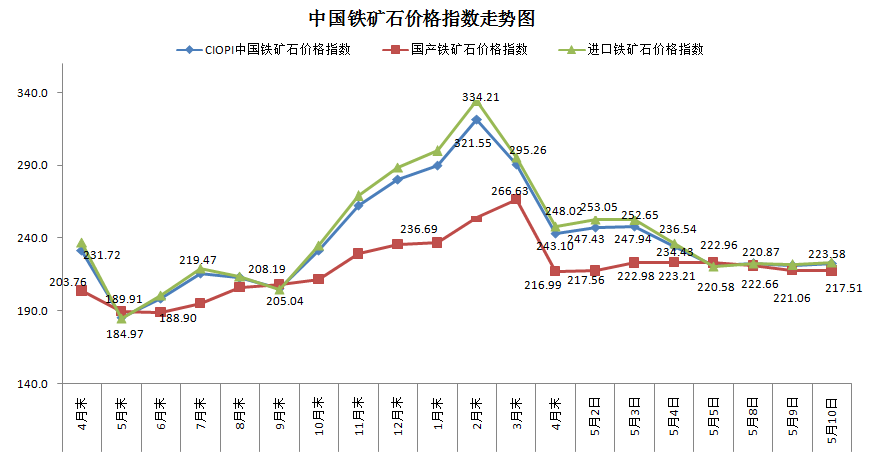 中国铁矿石价格指数走势图
CIOPI中国铁矿石价格指数 国产铁矿石价格指数 进口铁矿石价格指数
340.0
290.0
240.0
190.0
140.0
334.21
321.55
295.26
266.63
248.02
253.05
252.65
236.54
243.10
247.43
247.94
234.43
222.96
220.87
223.58
231.72
219.47
208.19
236.69
203.76
189.91
188.90
184.97
205.04
216.99
217.56
222.98
223.21
220.58
222.66
221.06
217.51
4月末
5月末
6月末
7月末
8月末
9月末
10月末
11月末
12月末
1月末
2月末
3月末
4月末
5月2日
5月3日
5月4日
5月5日
5月8日
5月9日
5月10日